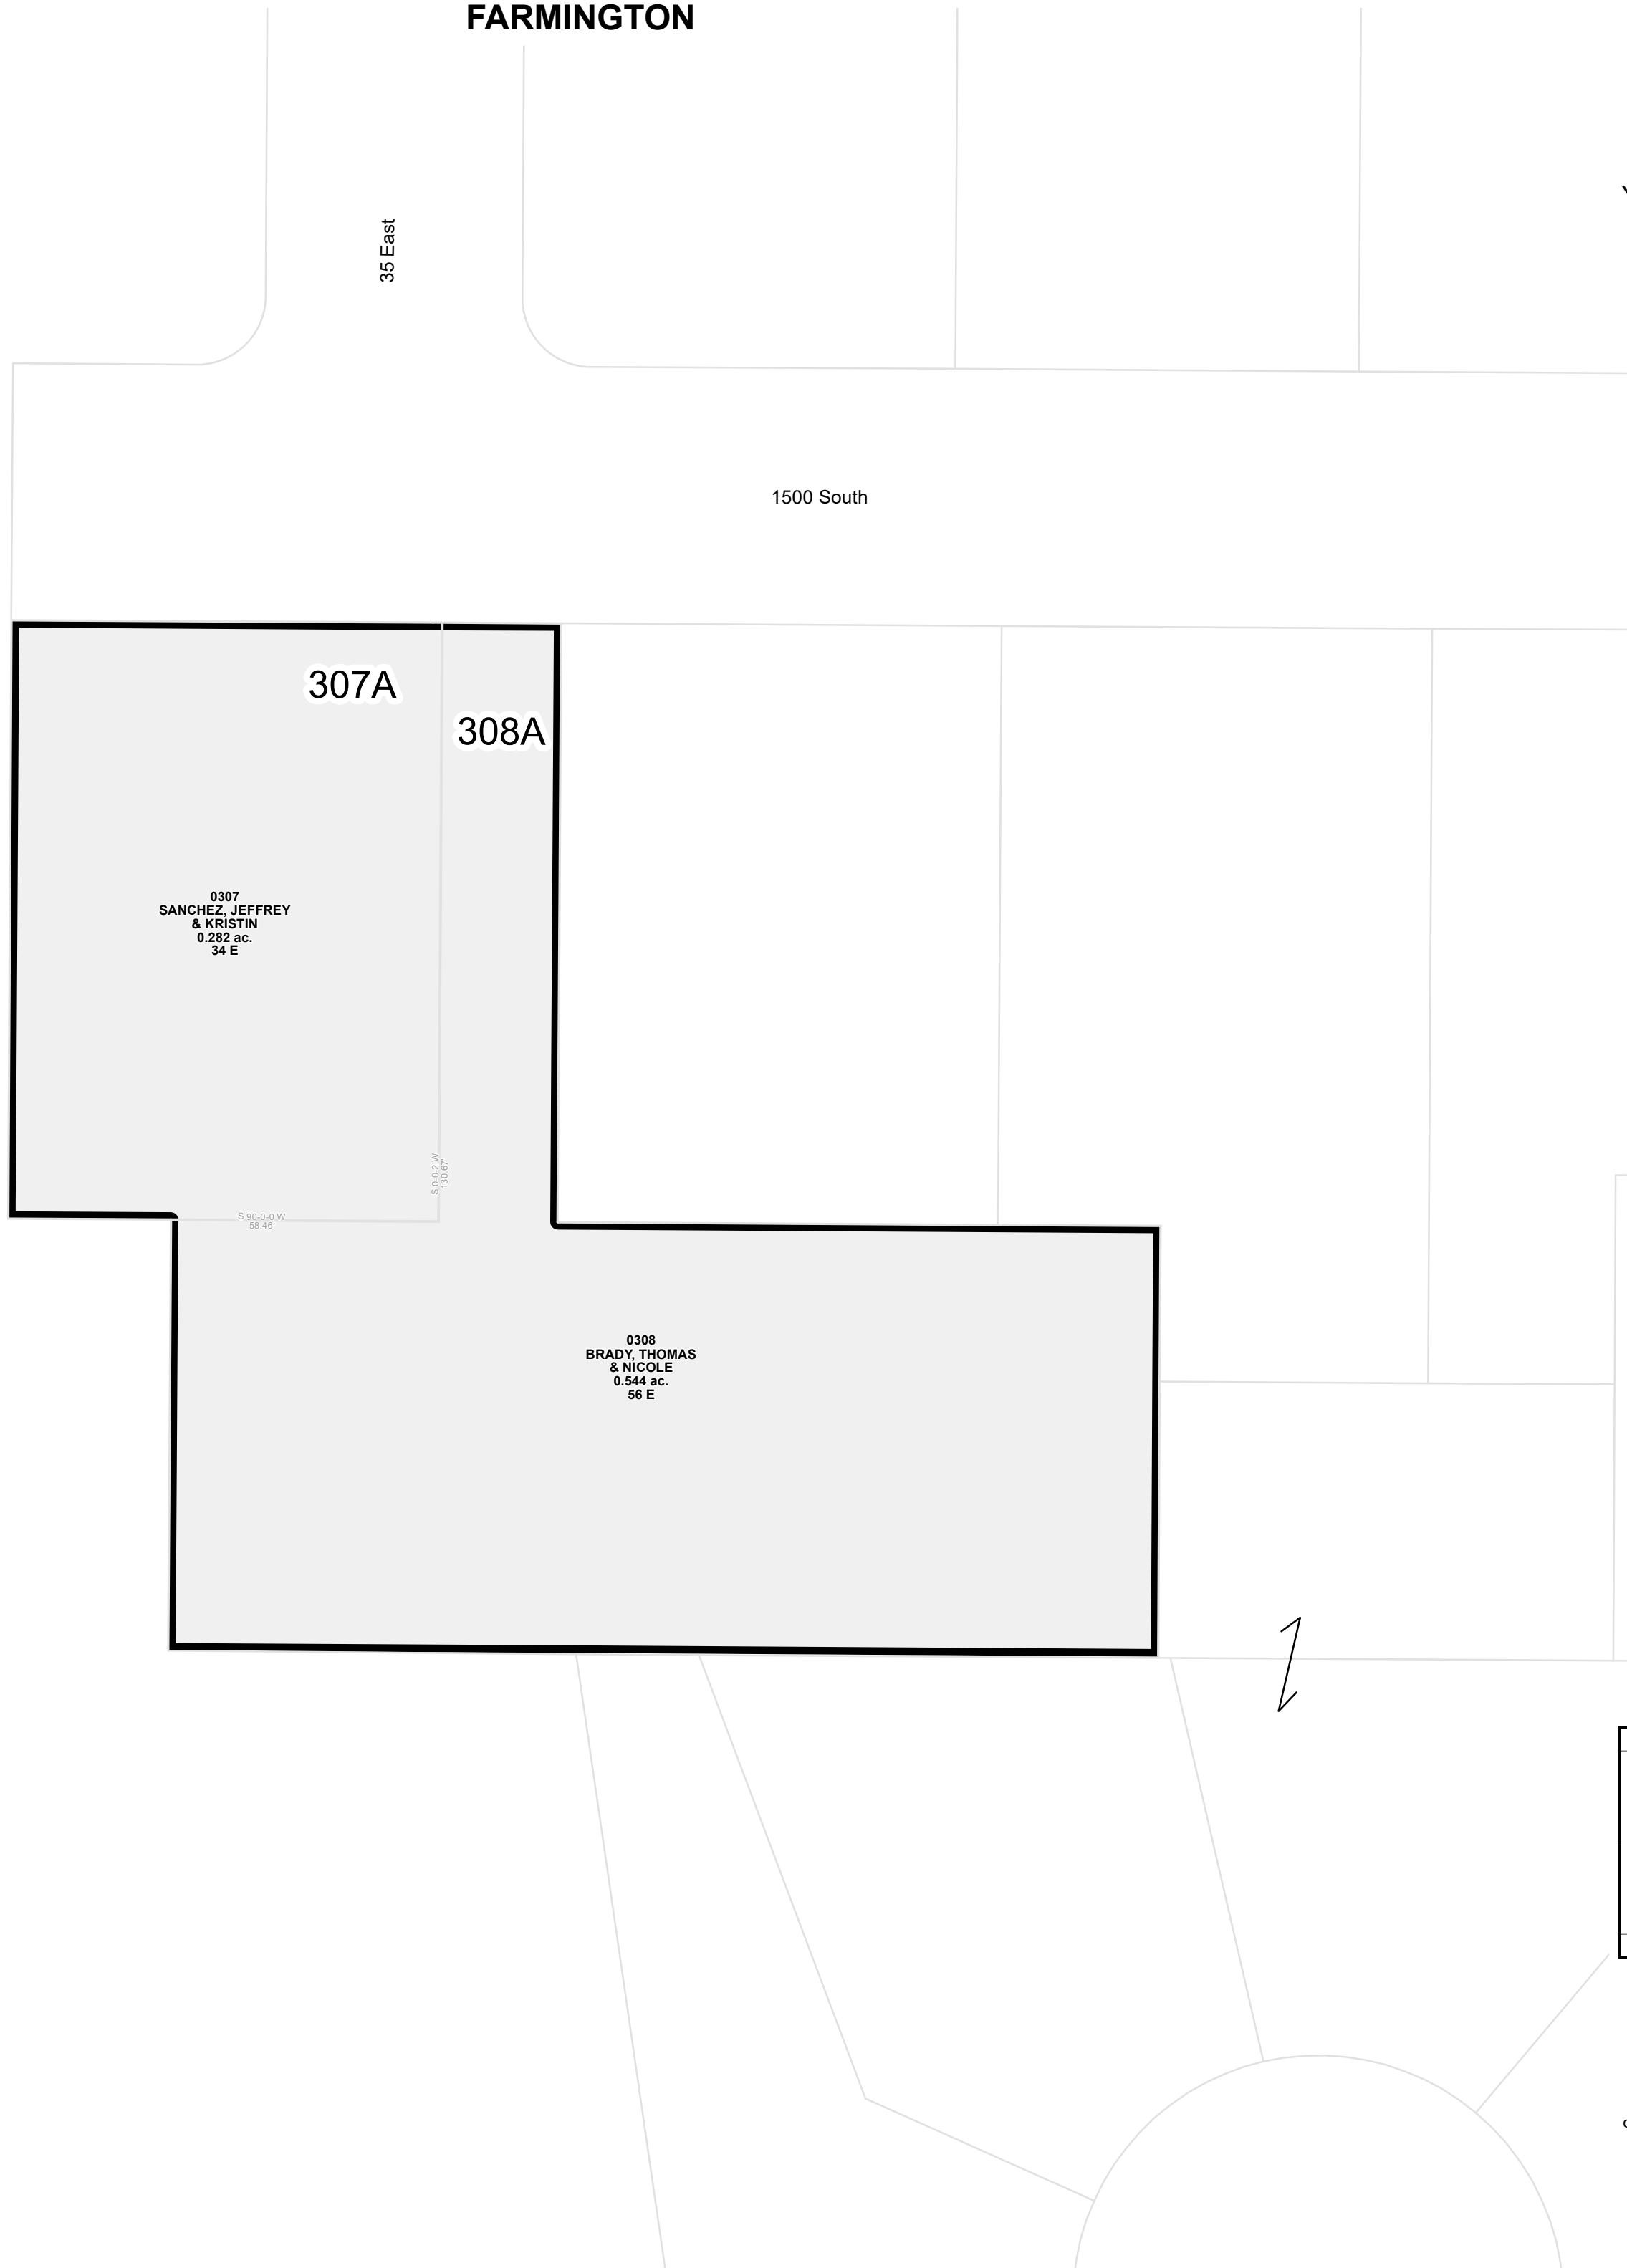 FARMINGTON
35 East
1500 South
307A
308A
0307
SANCHEZ, JEFFREY
& KRISTIN
0.282 ac.
34 E
S 0-0-2 W
130.67'
S 90-0-0 W
58.46'
0308
BRADY, THOMAS
& NICOLE
0.544 ac.
56 E